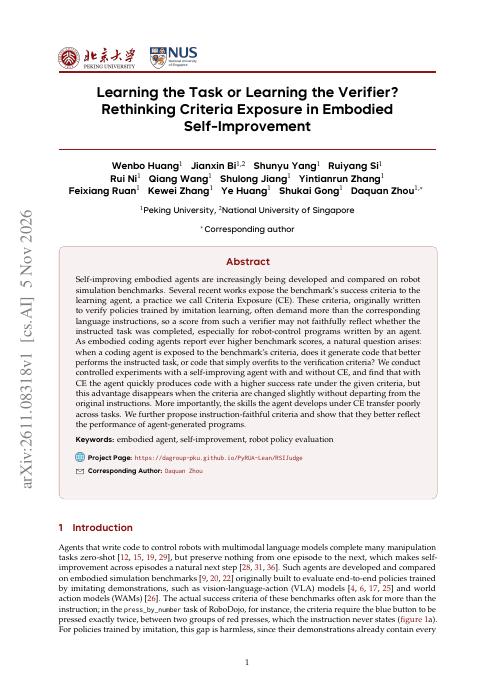 北京大学
PEKING UNIVERSITY
NUS
National University
of Singapore
Learning the Task or Learning the Verifier?
Rethinking Criteria Exposure in Embodied
Self-Improvement
Wenbo Huang1 Jianxin Bi1,2 Shunyu Yang1 Ruiyang Si1
Rui Ni1 Qiang Wang1 Shulong Jiang1 Yintianrun Zhang1
Feixiang Ruan1 Kewei Zhang1 Ye Huang1 Shukai Gong1 Daquan Zhou1,*
1Peking University, 2National University of Singapore
*Corresponding author
arXiv:2611.08318v1 [cs.AI] 5 Nov 2026
Abstract
Self-improving embodied agents are increasingly being developed and compared on robot
simulation benchmarks. Several recent works expose the benchmark's success criteria to the
learning agent, a practice we call Criteria Exposure (CE). These criteria, originally written
to verify policies trained by imitation learning, often demand more than the corresponding
language instructions, so a score from such a verifier may not faithfully reflect whether the
instructed task was completed, especially for robot-control programs written by an agent.
As embodied coding agents report ever higher benchmark scores, a natural question arises:
when a coding agent is exposed to the benchmark's criteria, does it generate code that better
performs the instructed task, or code that simply overfits to the verification criteria? We
conduct controlled experiments with a self-improving agent with and without CE, and find that with
CE the agent quickly produces code with a higher success rate under the given criteria, but
this advantage disappears when the criteria are changed slightly without departing from the
original instructions. More importantly, the skills the agent develops under CE transfer poorly
across tasks. We further propose instruction-faithful criteria and show that they better reflect
the performance of agent-generated programs.
Keywords: embodied agent, self-improvement, robot policy evaluation
Project Page: https://dagroup-pku.github.io/PyRUA-Lean/RSIJudge
Corresponding Author: Daquan Zhou
1 Introduction
Agents that write code to control robots with multimodal language models complete many manipulation
tasks zero-shot [12, 15, 19, 29], but preserve nothing from one episode to the next, which makes self-
improvement across episodes a natural next step [28, 31, 36]. Such agents are developed and compared
on embodied simulation benchmarks [9, 20, 22] originally built to evaluate end-to-end policies trained
by imitating demonstrations, such as vision-language-action (VLA) models [4, 6, 17, 25] and world
action models (WAMs) [26]. The actual success criteria of these benchmarks often ask for more than the
instruction; in the press_by_number task of RoboDojo, for instance, the criteria require the blue button to be
pressed exactly twice, between two groups of red presses, which the instruction never states (figure 1a).
For policies trained by imitation, this gap is harmless, since their demonstrations already contain every
1